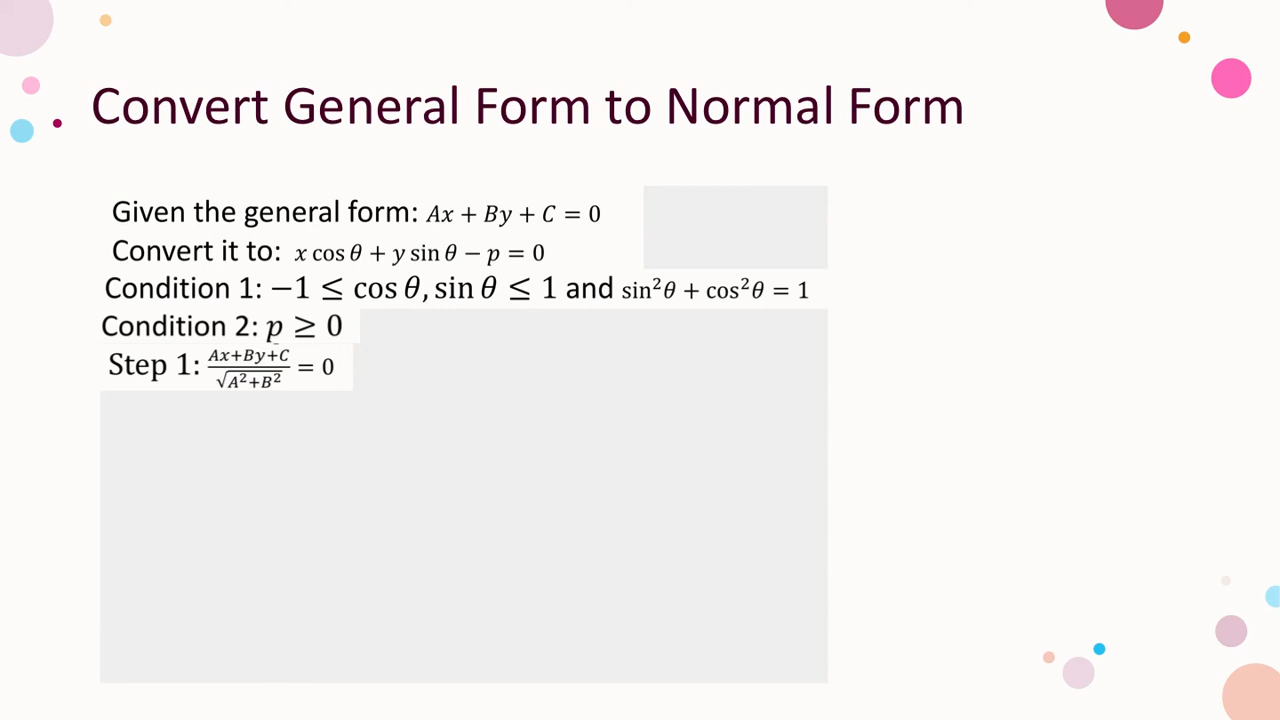 Convert General Form to Normal Form
Given the general form: Ax + By + C = 0
Convert it to: x cos θ + y sin θ − p = 0
Condition 1: −1 ≤ cos θ, sin θ ≤ 1 and sin²θ + cos²θ = 1
Condition 2: p ≥ 0
Step 1: (Ax+By+C)/√(A²+B²) = 0